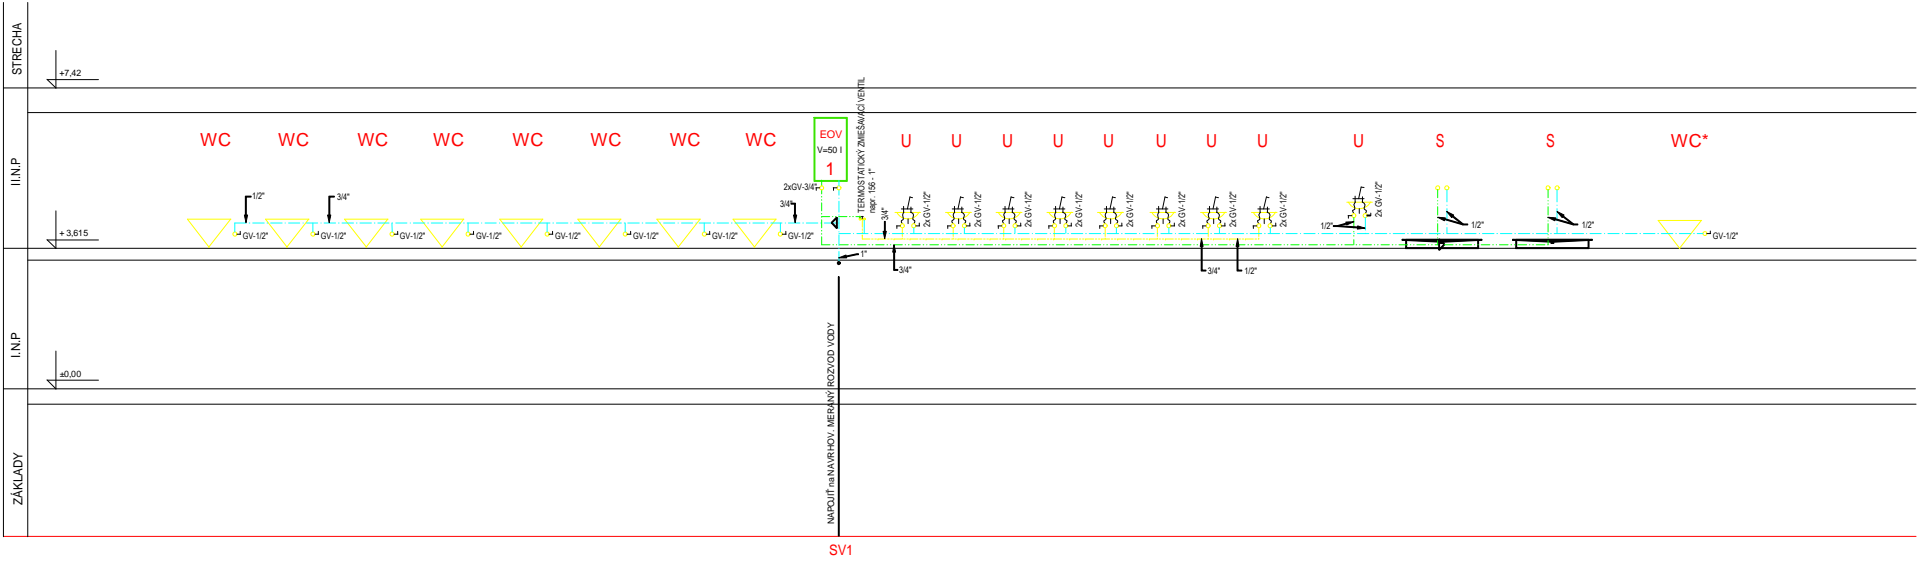 STRECHA
+7,42
II.N.P
WC WC WC WC WC WC WC WC
EOV
V=50 l
1
U U U U U U U U U S S WC*
TERMOSTATICKÝ ZMIEŠAVACÍ VENTIL
napr. 156 - 1"
2xGV-3/4"
1/2"
3/4"
3/4"
3/4"
2x GV-1/2" 2x GV-1/2" 2x GV-1/2" 2x GV-1/2" 2x GV-1/2" 2x GV-1/2" 2x GV-1/2" 2x GV-1/2" 2x GV-1/2"
1/2"
1/2"
1/2"
GV-1/2" GV-1/2" GV-1/2" GV-1/2" GV-1/2" GV-1/2" GV-1/2" GV-1/2" GV-1/2"
+ 3,615
1"
3/4"
3/4"
1/2"
I.N.P
±0,00
NAPOJIŤ na NAVRHOV. MERANÝ ROZVOD VODY
ZÁKLADY
SV1